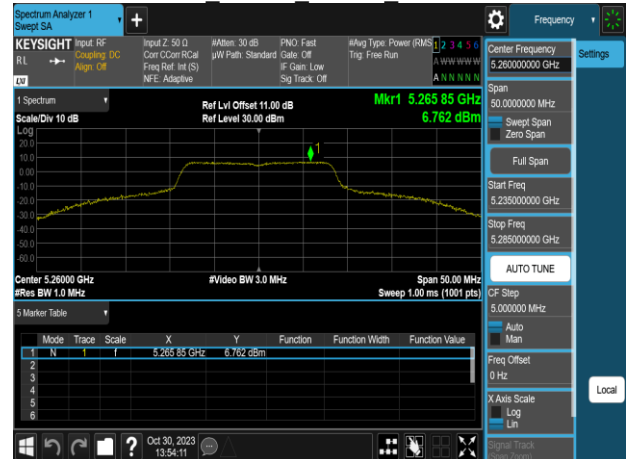 Spectrum Analyzer 1
Swept SA
Frequency
KEYSIGHT
RL
LXI
Input: RF
Coupling: DC
Align: Off
Input Z: 50 Ω
Corr CCorr RCal
Freq Ref: Int (S)
NFE: Adaptive
#Atten: 30 dB
µW Path: Standard
PNO: Fast
Gate: Off
IF Gain: Low
Sig Track: Off
#Avg Type: Power (RMS
Trig: Free Run
1 2 3 4 5 6
A W W W W W
A N N N N N
Center Frequency
5.260000000 GHz
Settings
Span
50.0000000 MHz
Swept Span
Zero Span
Full Span
Start Freq
5.235000000 GHz
Stop Freq
5.285000000 GHz
AUTO TUNE
CF Step
5.000000 MHz
Auto
Man
Freq Offset
0 Hz
X Axis Scale
Log
Lin
Local
Signal Track
(Span Zoom)
1 Spectrum
Scale/Div 10 dB
Ref Lvl Offset 11.00 dB
Ref Level 30.00 dBm
Mkr1 5.265 85 GHz
6.762 dBm
Log
20.0
10.0
0.00
-10.0
-20.0
-30.0
-40.0
-50.0
-60.0
1
Center 5.26000 GHz
#Res BW 1.0 MHz
#Video BW 3.0 MHz
Span 50.00 MHz
Sweep 1.00 ms (1001 pts)
5 Marker Table
Mode Trace Scale X Y Function Function Width Function Value
1 N 1 f 5.265 85 GHz 6.762 dBm
2
3
4
5
6
Oct 30, 2023
13:54:11